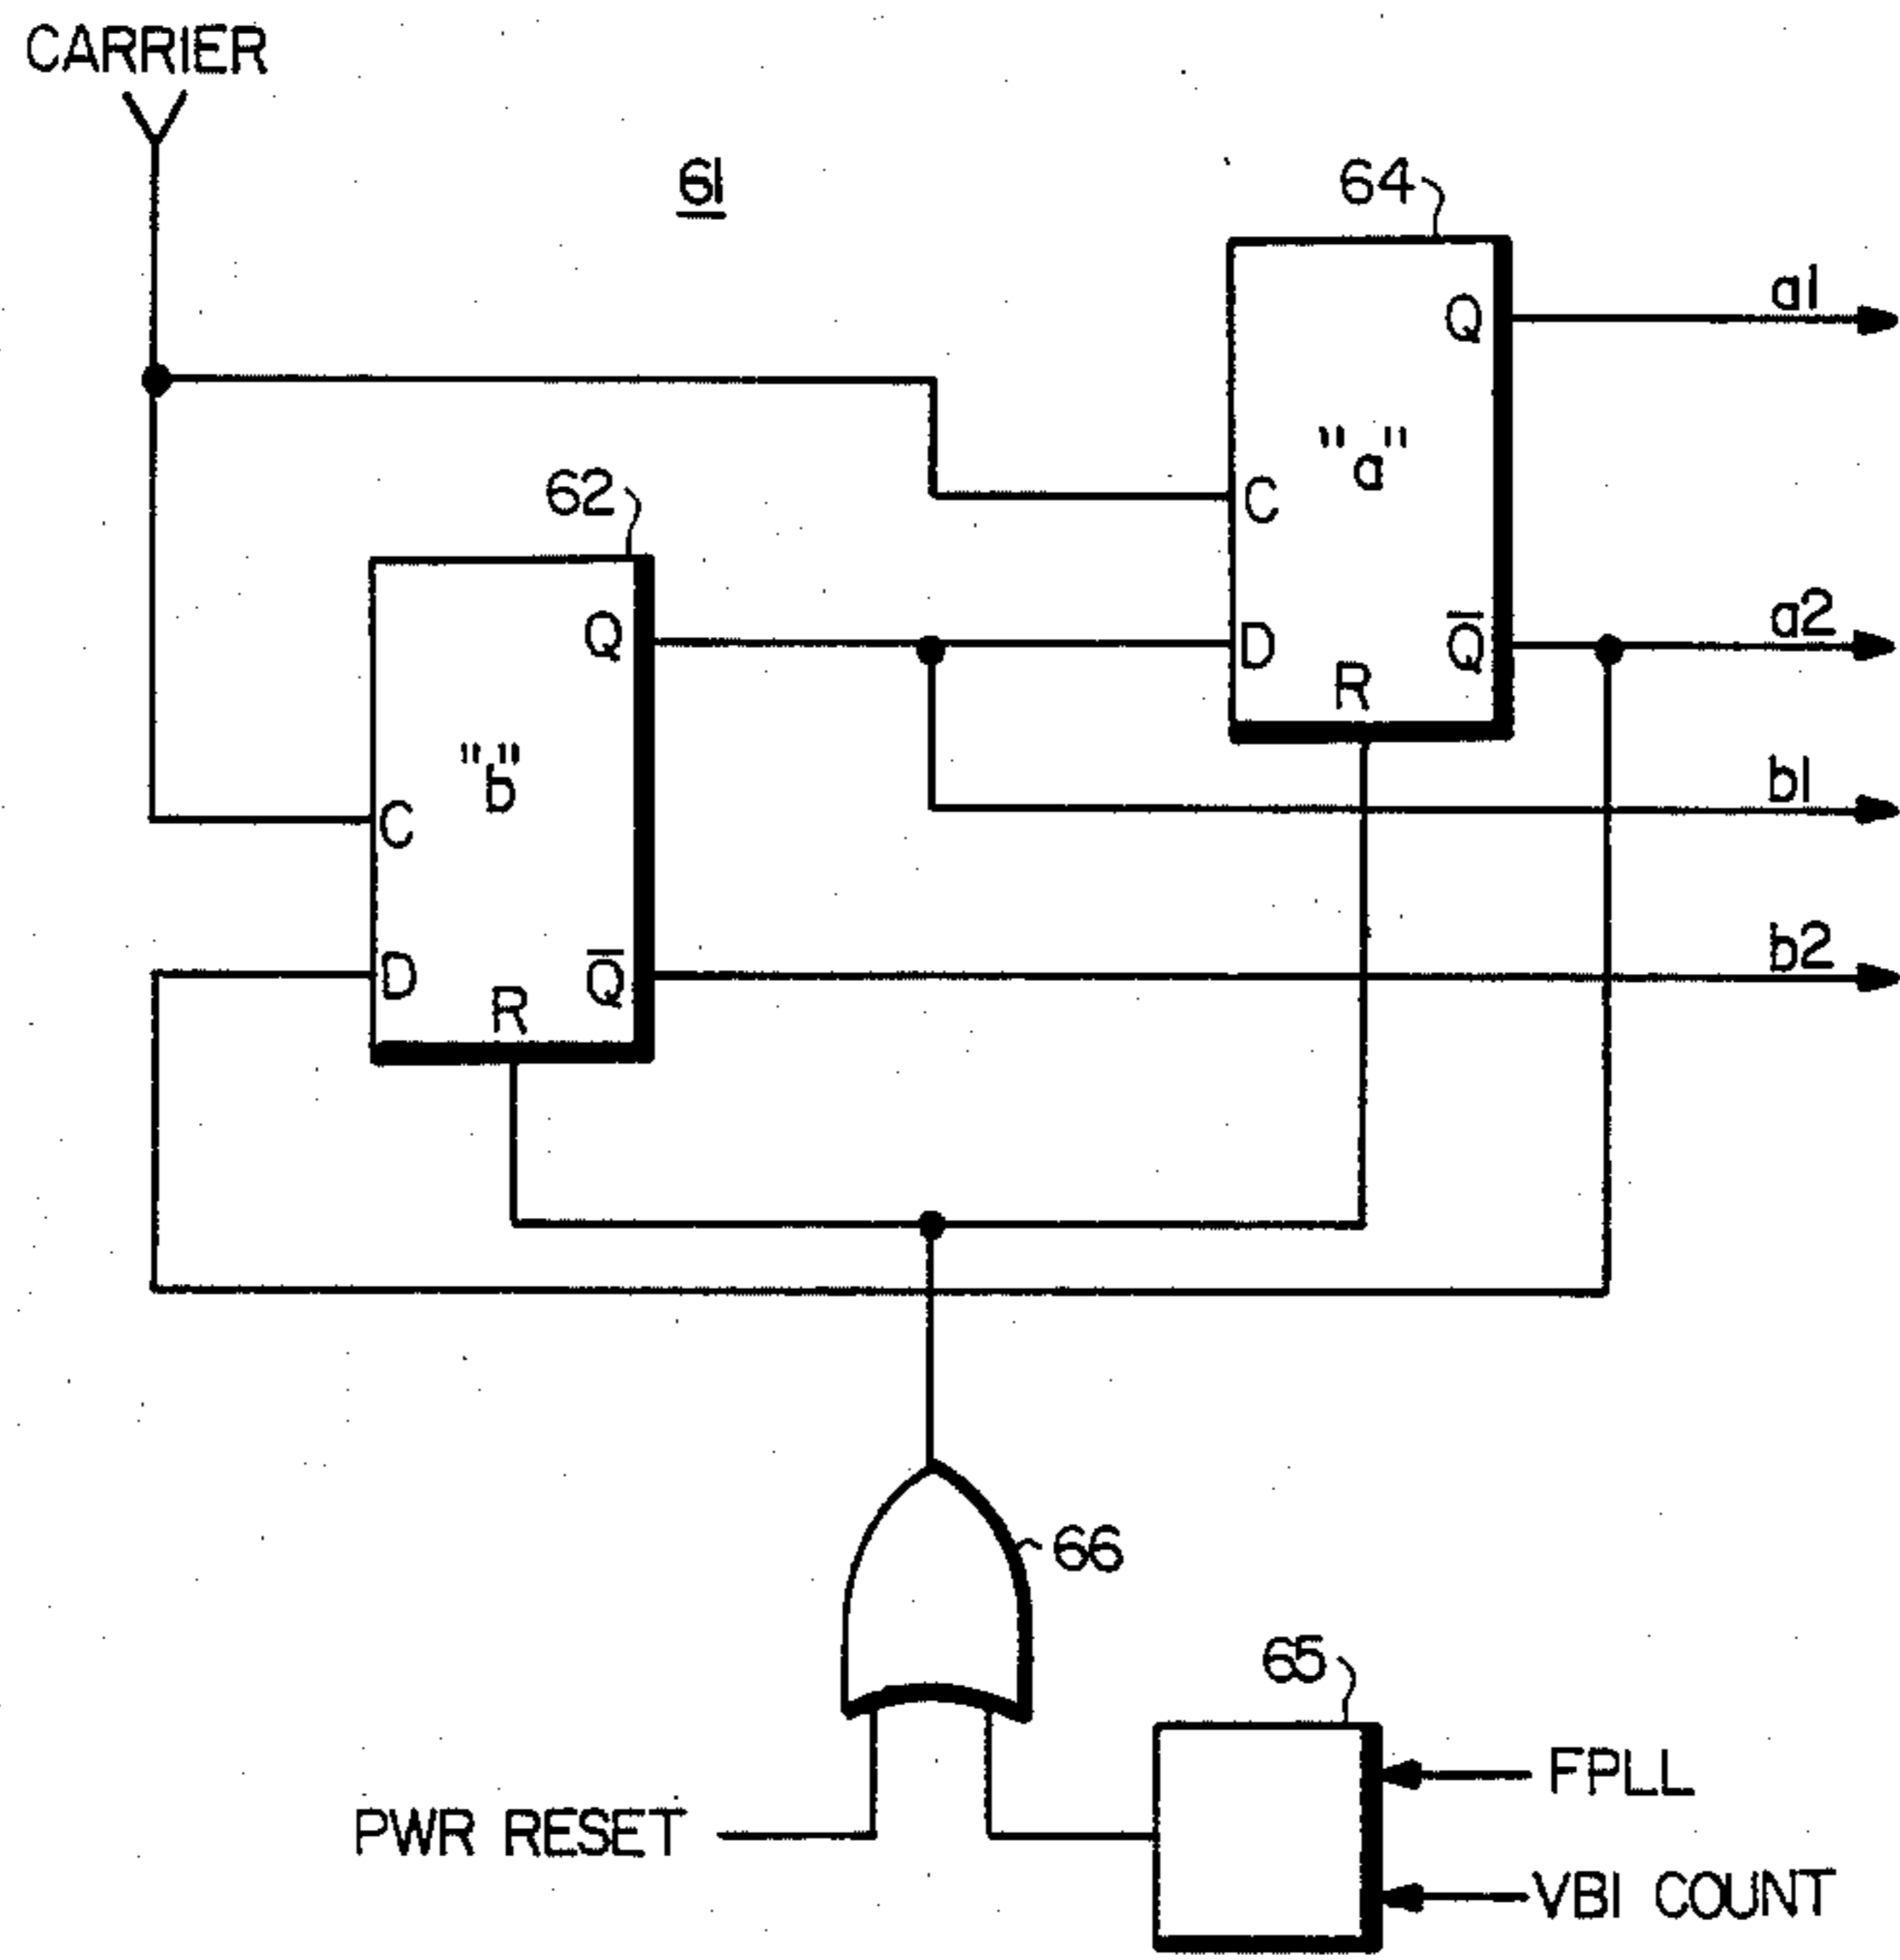 CARRIER
61
64
Q
a1
"a"
C
62
Q
D
R
Q̅
a2
"b"
C
b1
D
R
Q̅
b2
66
65
FPLL
PWR RESET
VBI COUNT